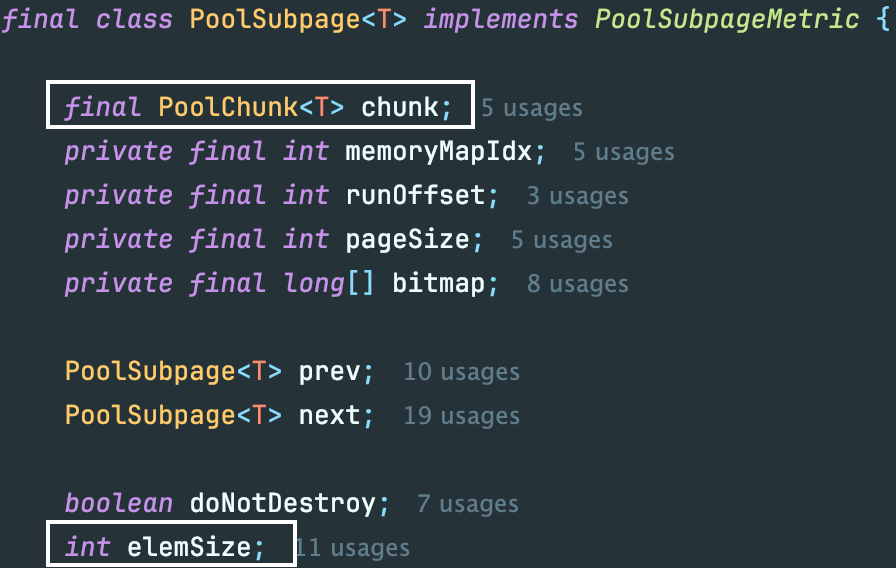 final class PoolSubpage<T> implements PoolSubpageMetric {
final PoolChunk<T> chunk; 5 usages
private final int memoryMapIdx; 5 usages
private final int runOffset; 3 usages
private final int pageSize; 5 usages
private final long[] bitmap; 8 usages
PoolSubpage<T> prev; 10 usages
PoolSubpage<T> next; 19 usages
boolean doNotDestroy; 7 usages
int elemSize; 11 usages